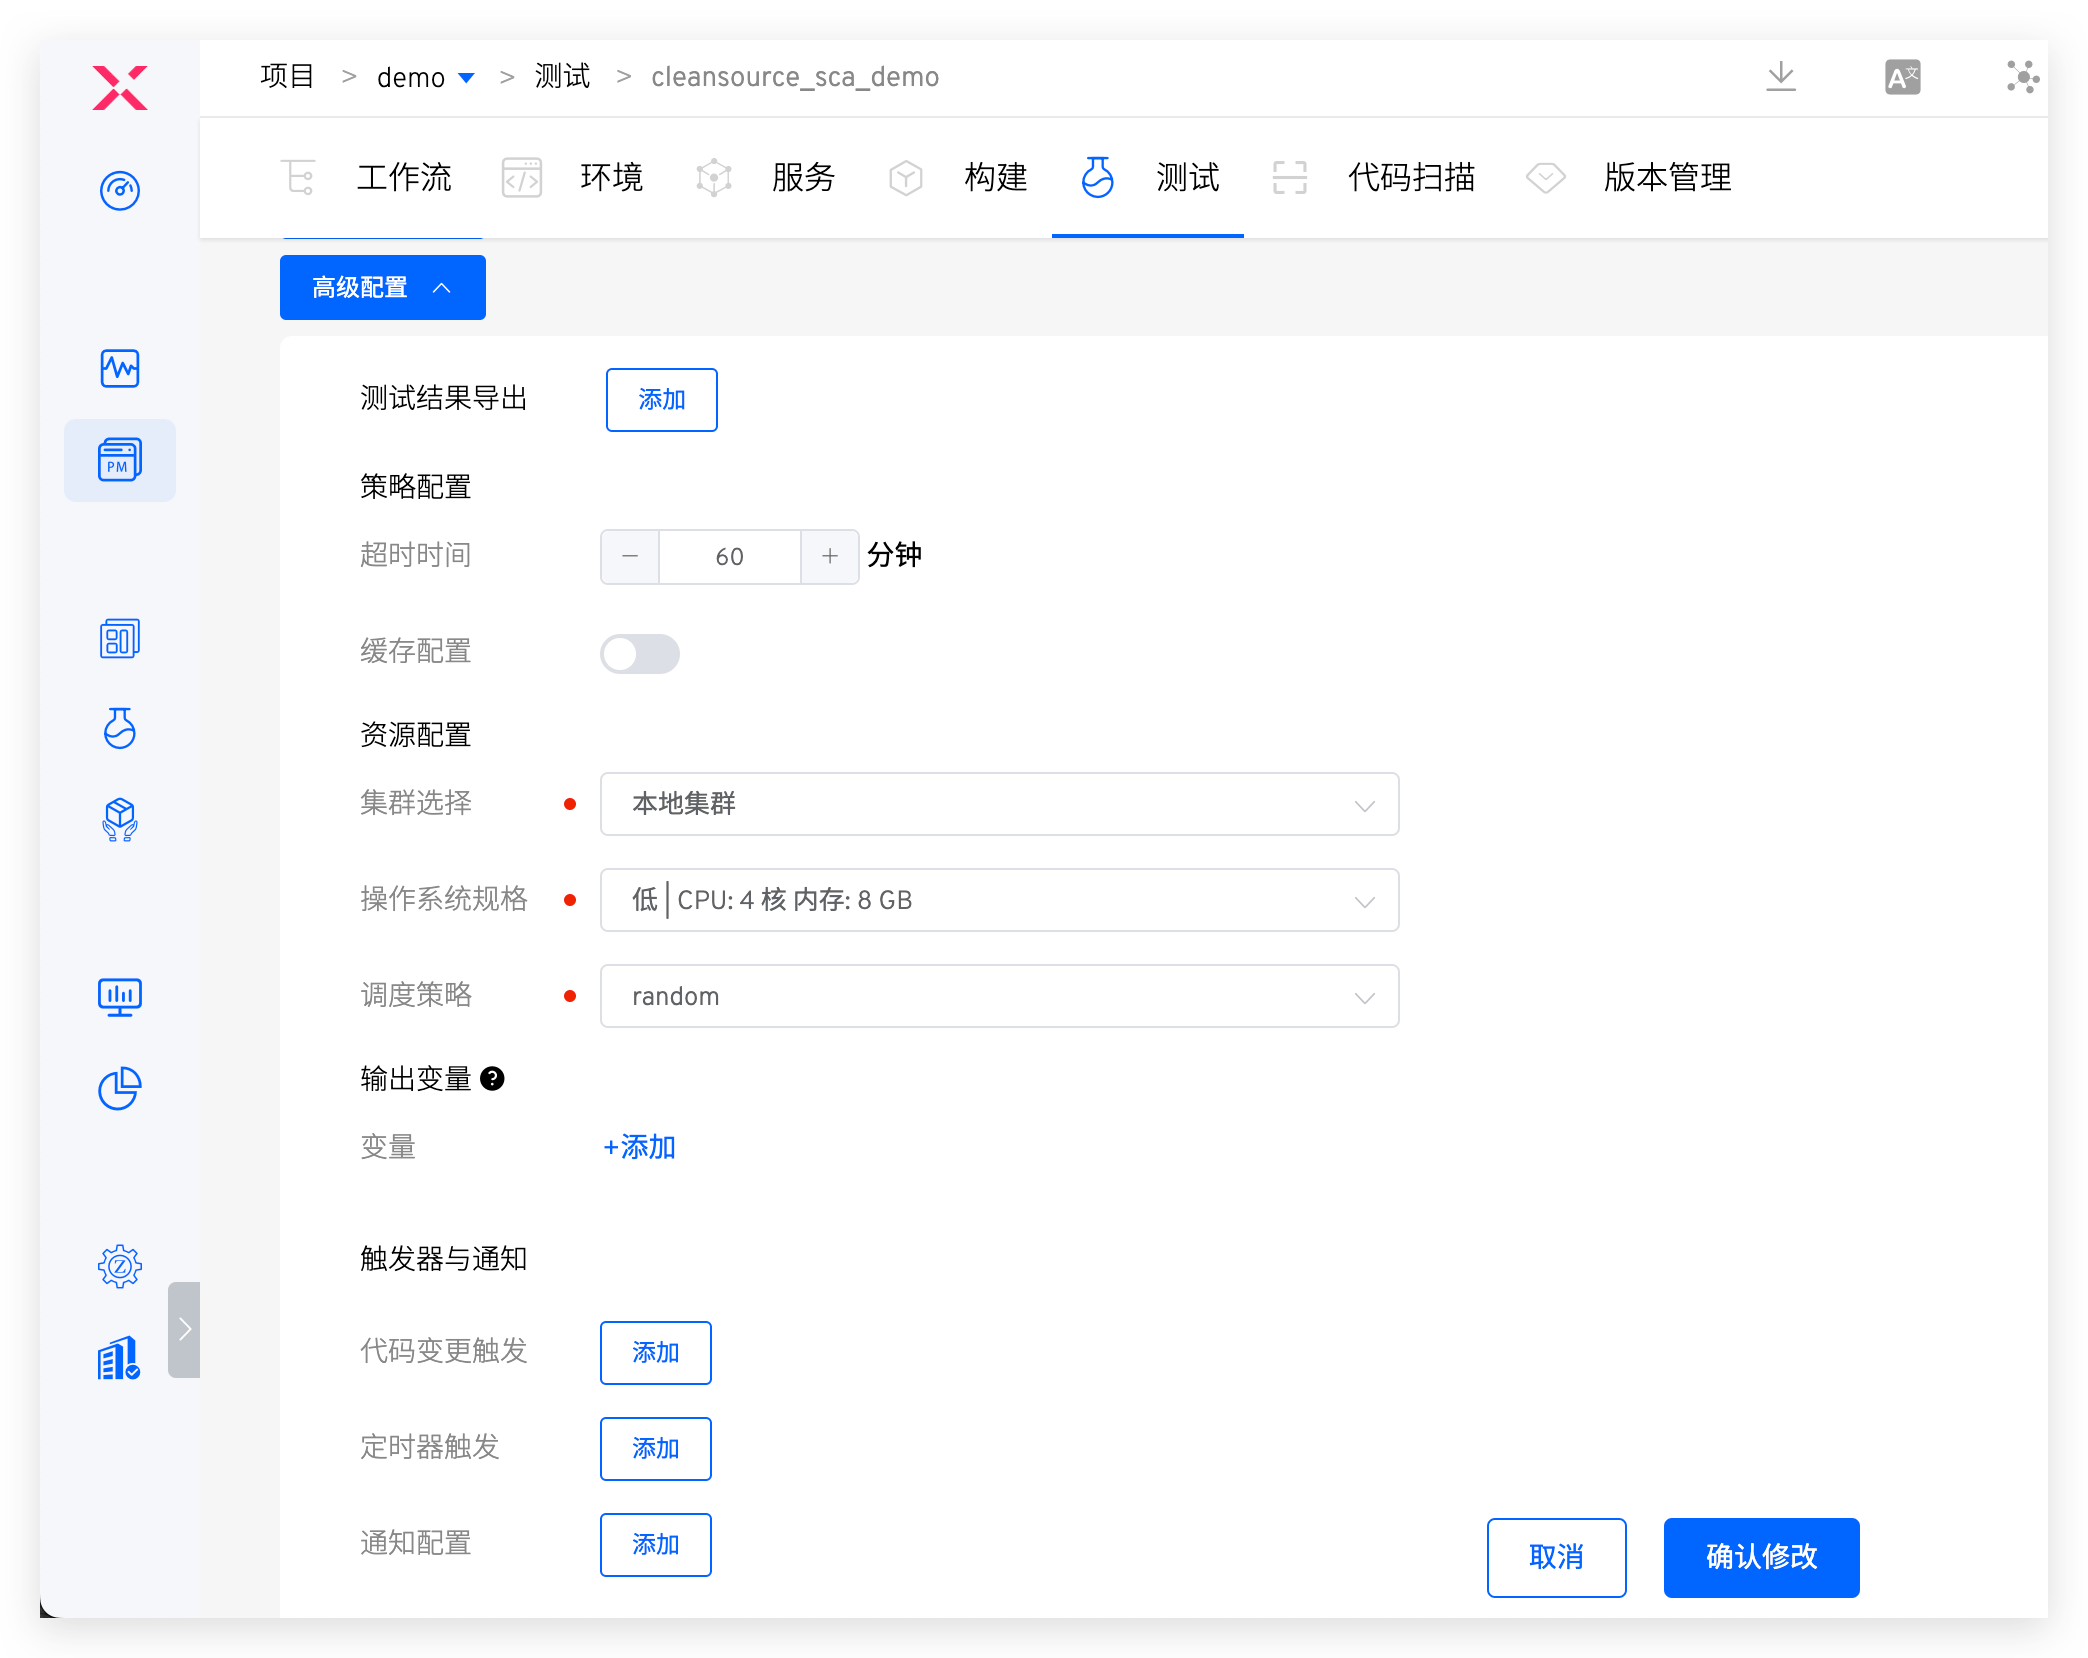 项目 > demo > 测试 > cleansource_sca_demo
工作流 环境 服务 构建 测试 代码扫描 版本管理
高级配置
测试结果导出 添加
策略配置
超时时间 − 60 + 分钟
缓存配置
资源配置
集群选择 本地集群
操作系统规格 低 | CPU: 4 核 内存: 8 GB
调度策略 random
输出变量 ?
变量 +添加
触发器与通知
代码变更触发 添加
定时器触发 添加
通知配置 添加
取消 确认修改
A文
PM
Z